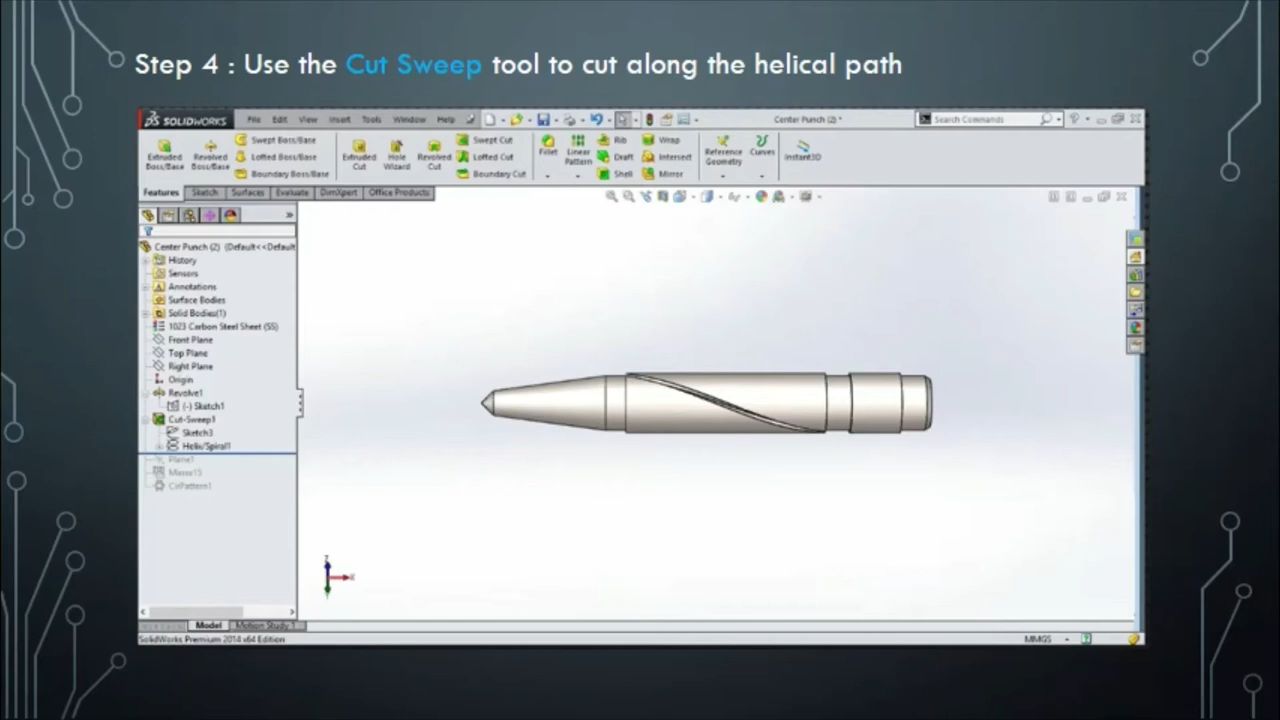 Step 4 : Use the Cut Sweep tool to cut along the helical path
SOLIDWORKS File Edit View Insert Tools Window Help Center Punch (2) * Search Commands
Extruded Boss/Base
Revolved Boss/Base
Swept Boss/Base
Lofted Boss/Base
Boundary Boss/Base
Extruded Cut
Hole Wizard
Revolved Cut
Swept Cut
Lofted Cut
Boundary Cut
Fillet
Linear Pattern
Rib
Draft
Shell
Wrap
Intersect
Mirror
Reference Geometry
Curves
Instant3D
Features Sketch Surfaces Evaluate DimXpert Office Products
Center Punch (2) (Default<<Default
History
Sensors
Annotations
Surface Bodies
Solid Bodies(1)
1023 Carbon Steel Sheet (SS)
Front Plane
Top Plane
Right Plane
Origin
Revolve1
(-) Sketch1
Cut-Sweep1
Sketch3
Helix/Spiral1
Plane1
Mirror13
CirPattern1
Z
X
Model Motion Study 1
SolidWorks Premium 2014 x64 Edition MMGS